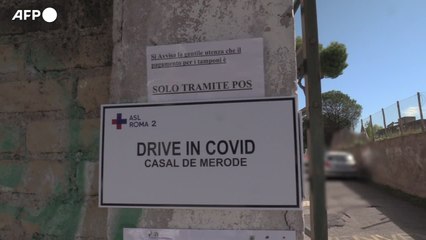 AFP
Si Avvisa la gentile utenza che il
pagamento per i tamponi è
SOLO TRAMITE POS
ASL
ROMA 2
DRIVE IN COVID
CASAL DE MERODE